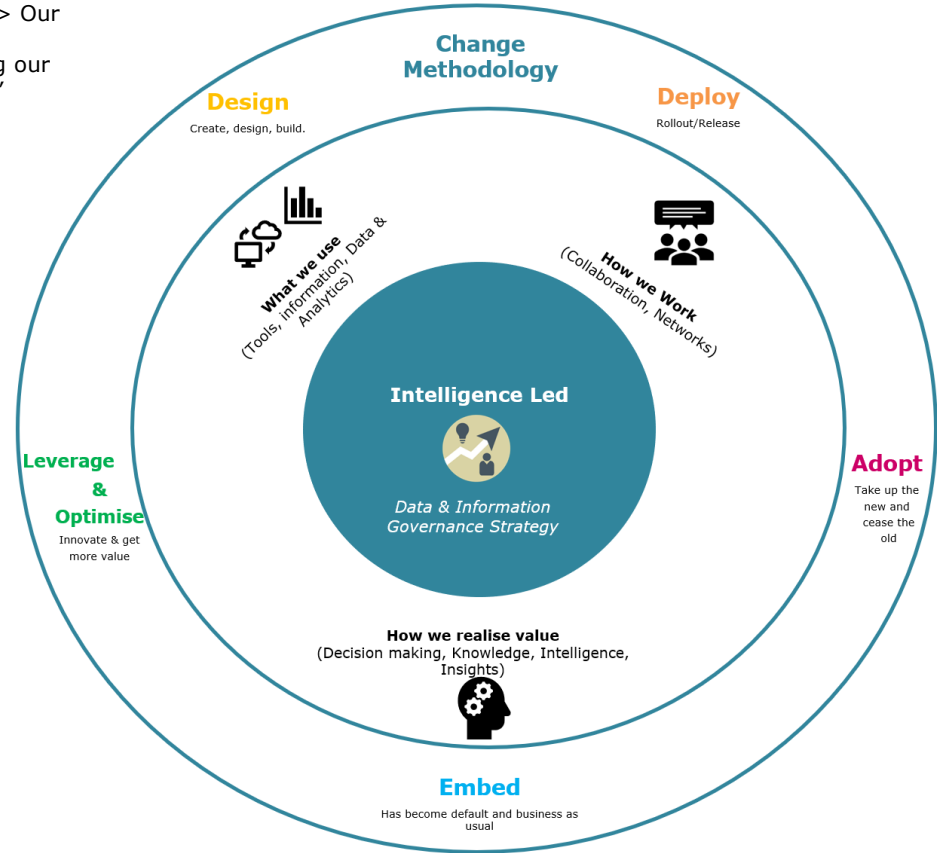 > Our
g our
Change
Methodology
Design
Create, design, build.
Deploy
Rollout/Release
What we use
(Tools, information, Data &
Analytics)
How we Work
(Collaboration, Networks)
Intelligence Led
Data & Information
Governance Strategy
Leverage
&
Optimise
Innovate & get
more value
Adopt
Take up the
new and
cease the
old
How we realise value
(Decision making, Knowledge, Intelligence,
Insights)
Embed
Has become default and business as
usual